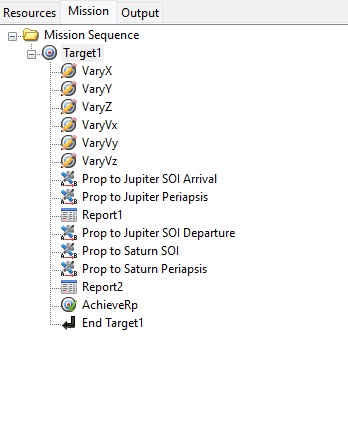 Resources Mission Output
Mission Sequence
Target1
VaryX
VaryY
VaryZ
VaryVx
VaryVy
VaryVz
Prop to Jupiter SOI Arrival
Prop to Jupiter Periapsis
Report1
Prop to Jupiter SOI Departure
Prop to Saturn SOI
Prop to Saturn Periapsis
Report2
AchieveRp
End Target1